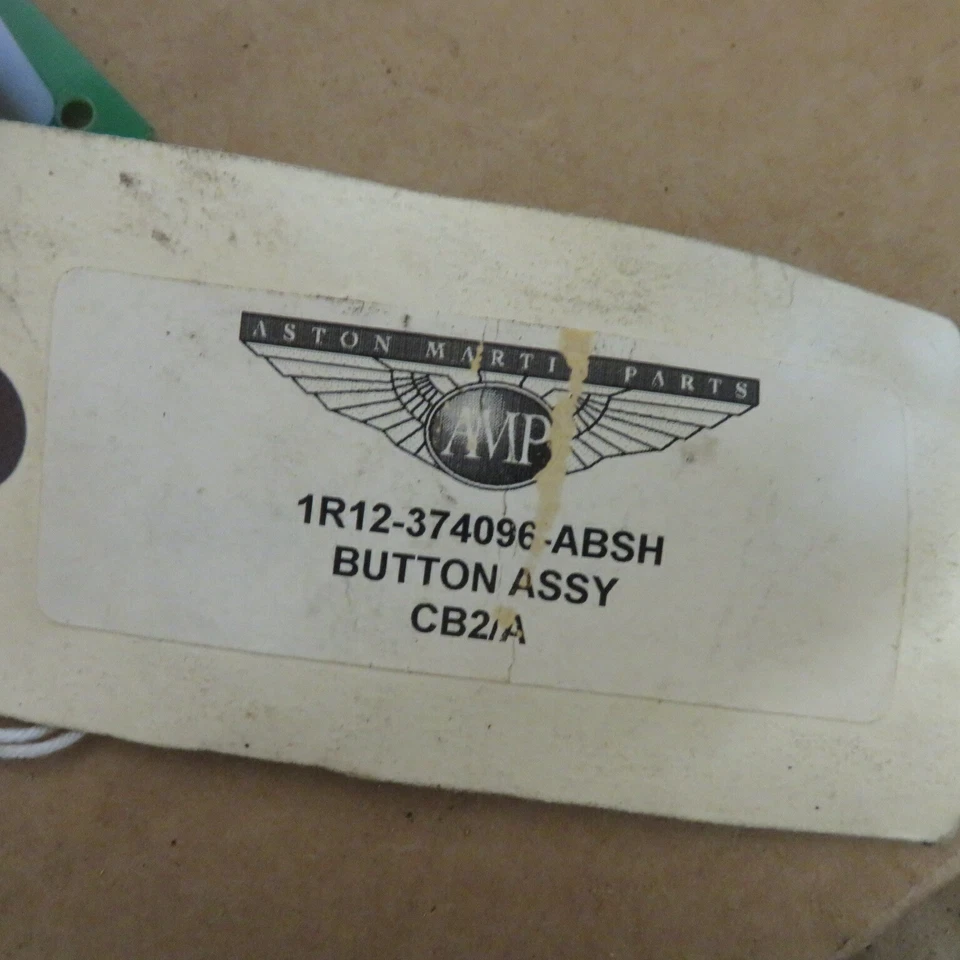 ASTON MARTIN PARTS
AMP
1R12-374096-ABSH
BUTTON ASSY
CB2/A